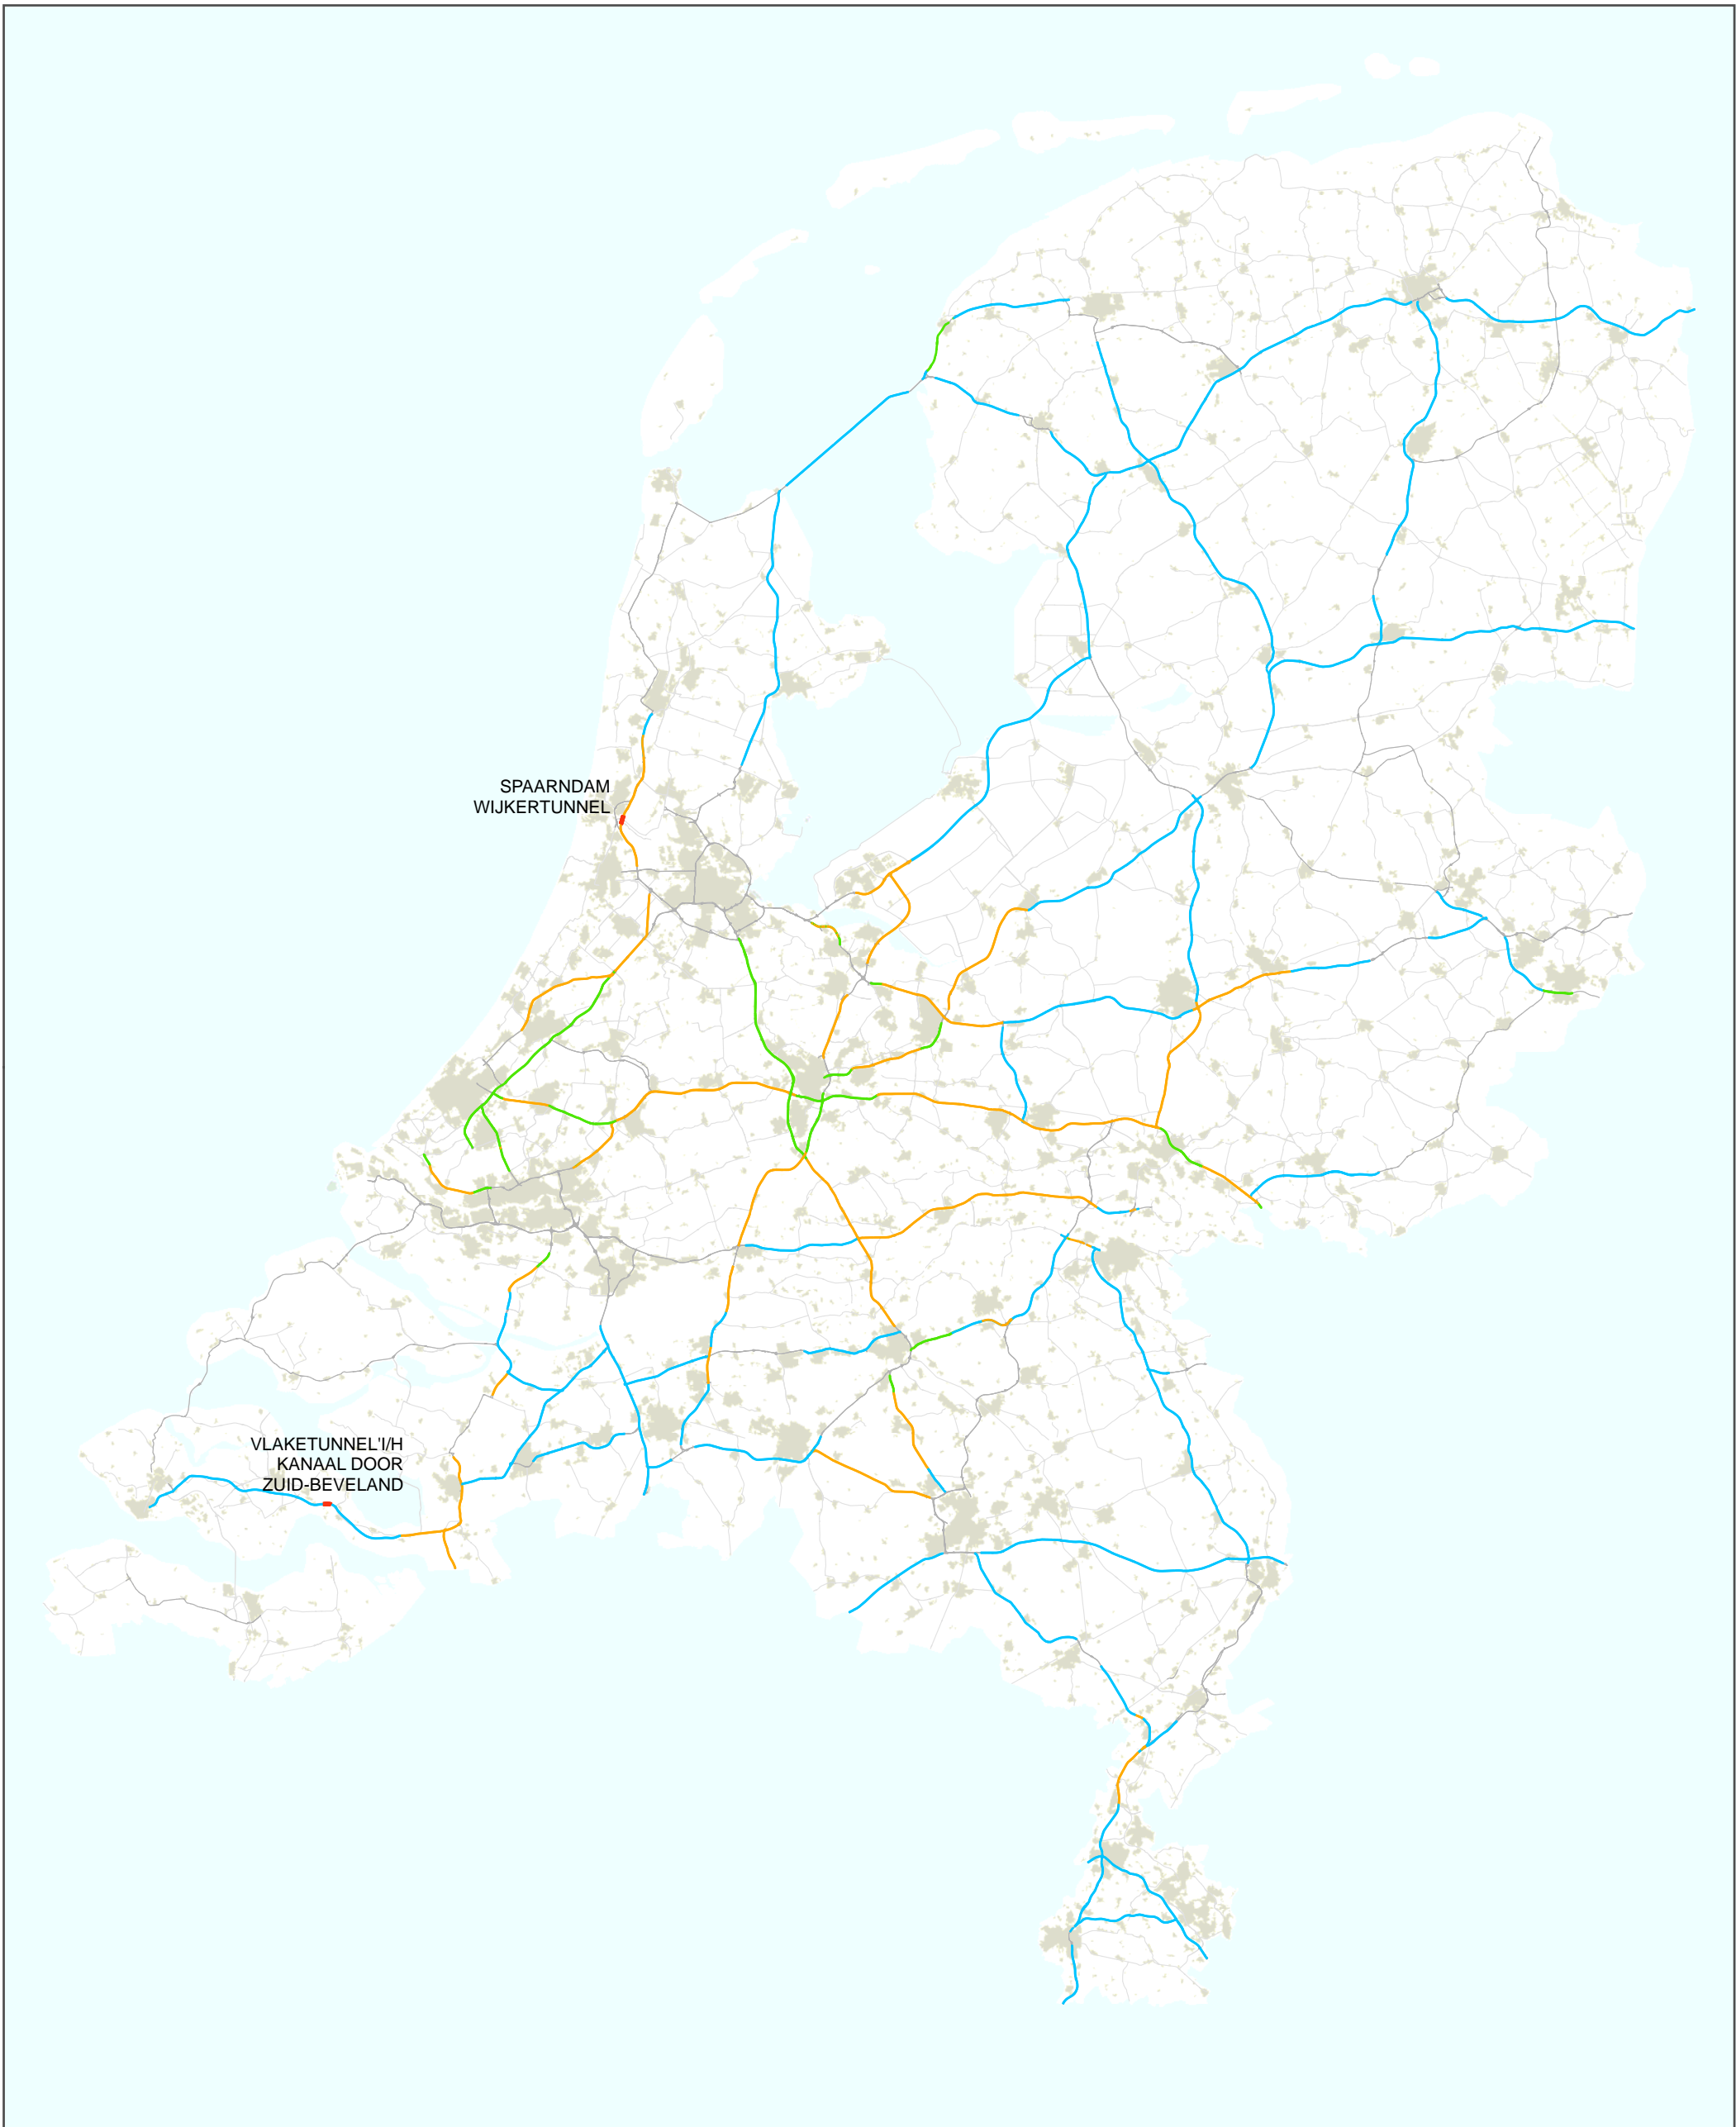 SPAARNDAM
WIJKERTUNNEL
VLAKETUNNEL'I/H
KANAAL DOOR
ZUID-BEVELAND